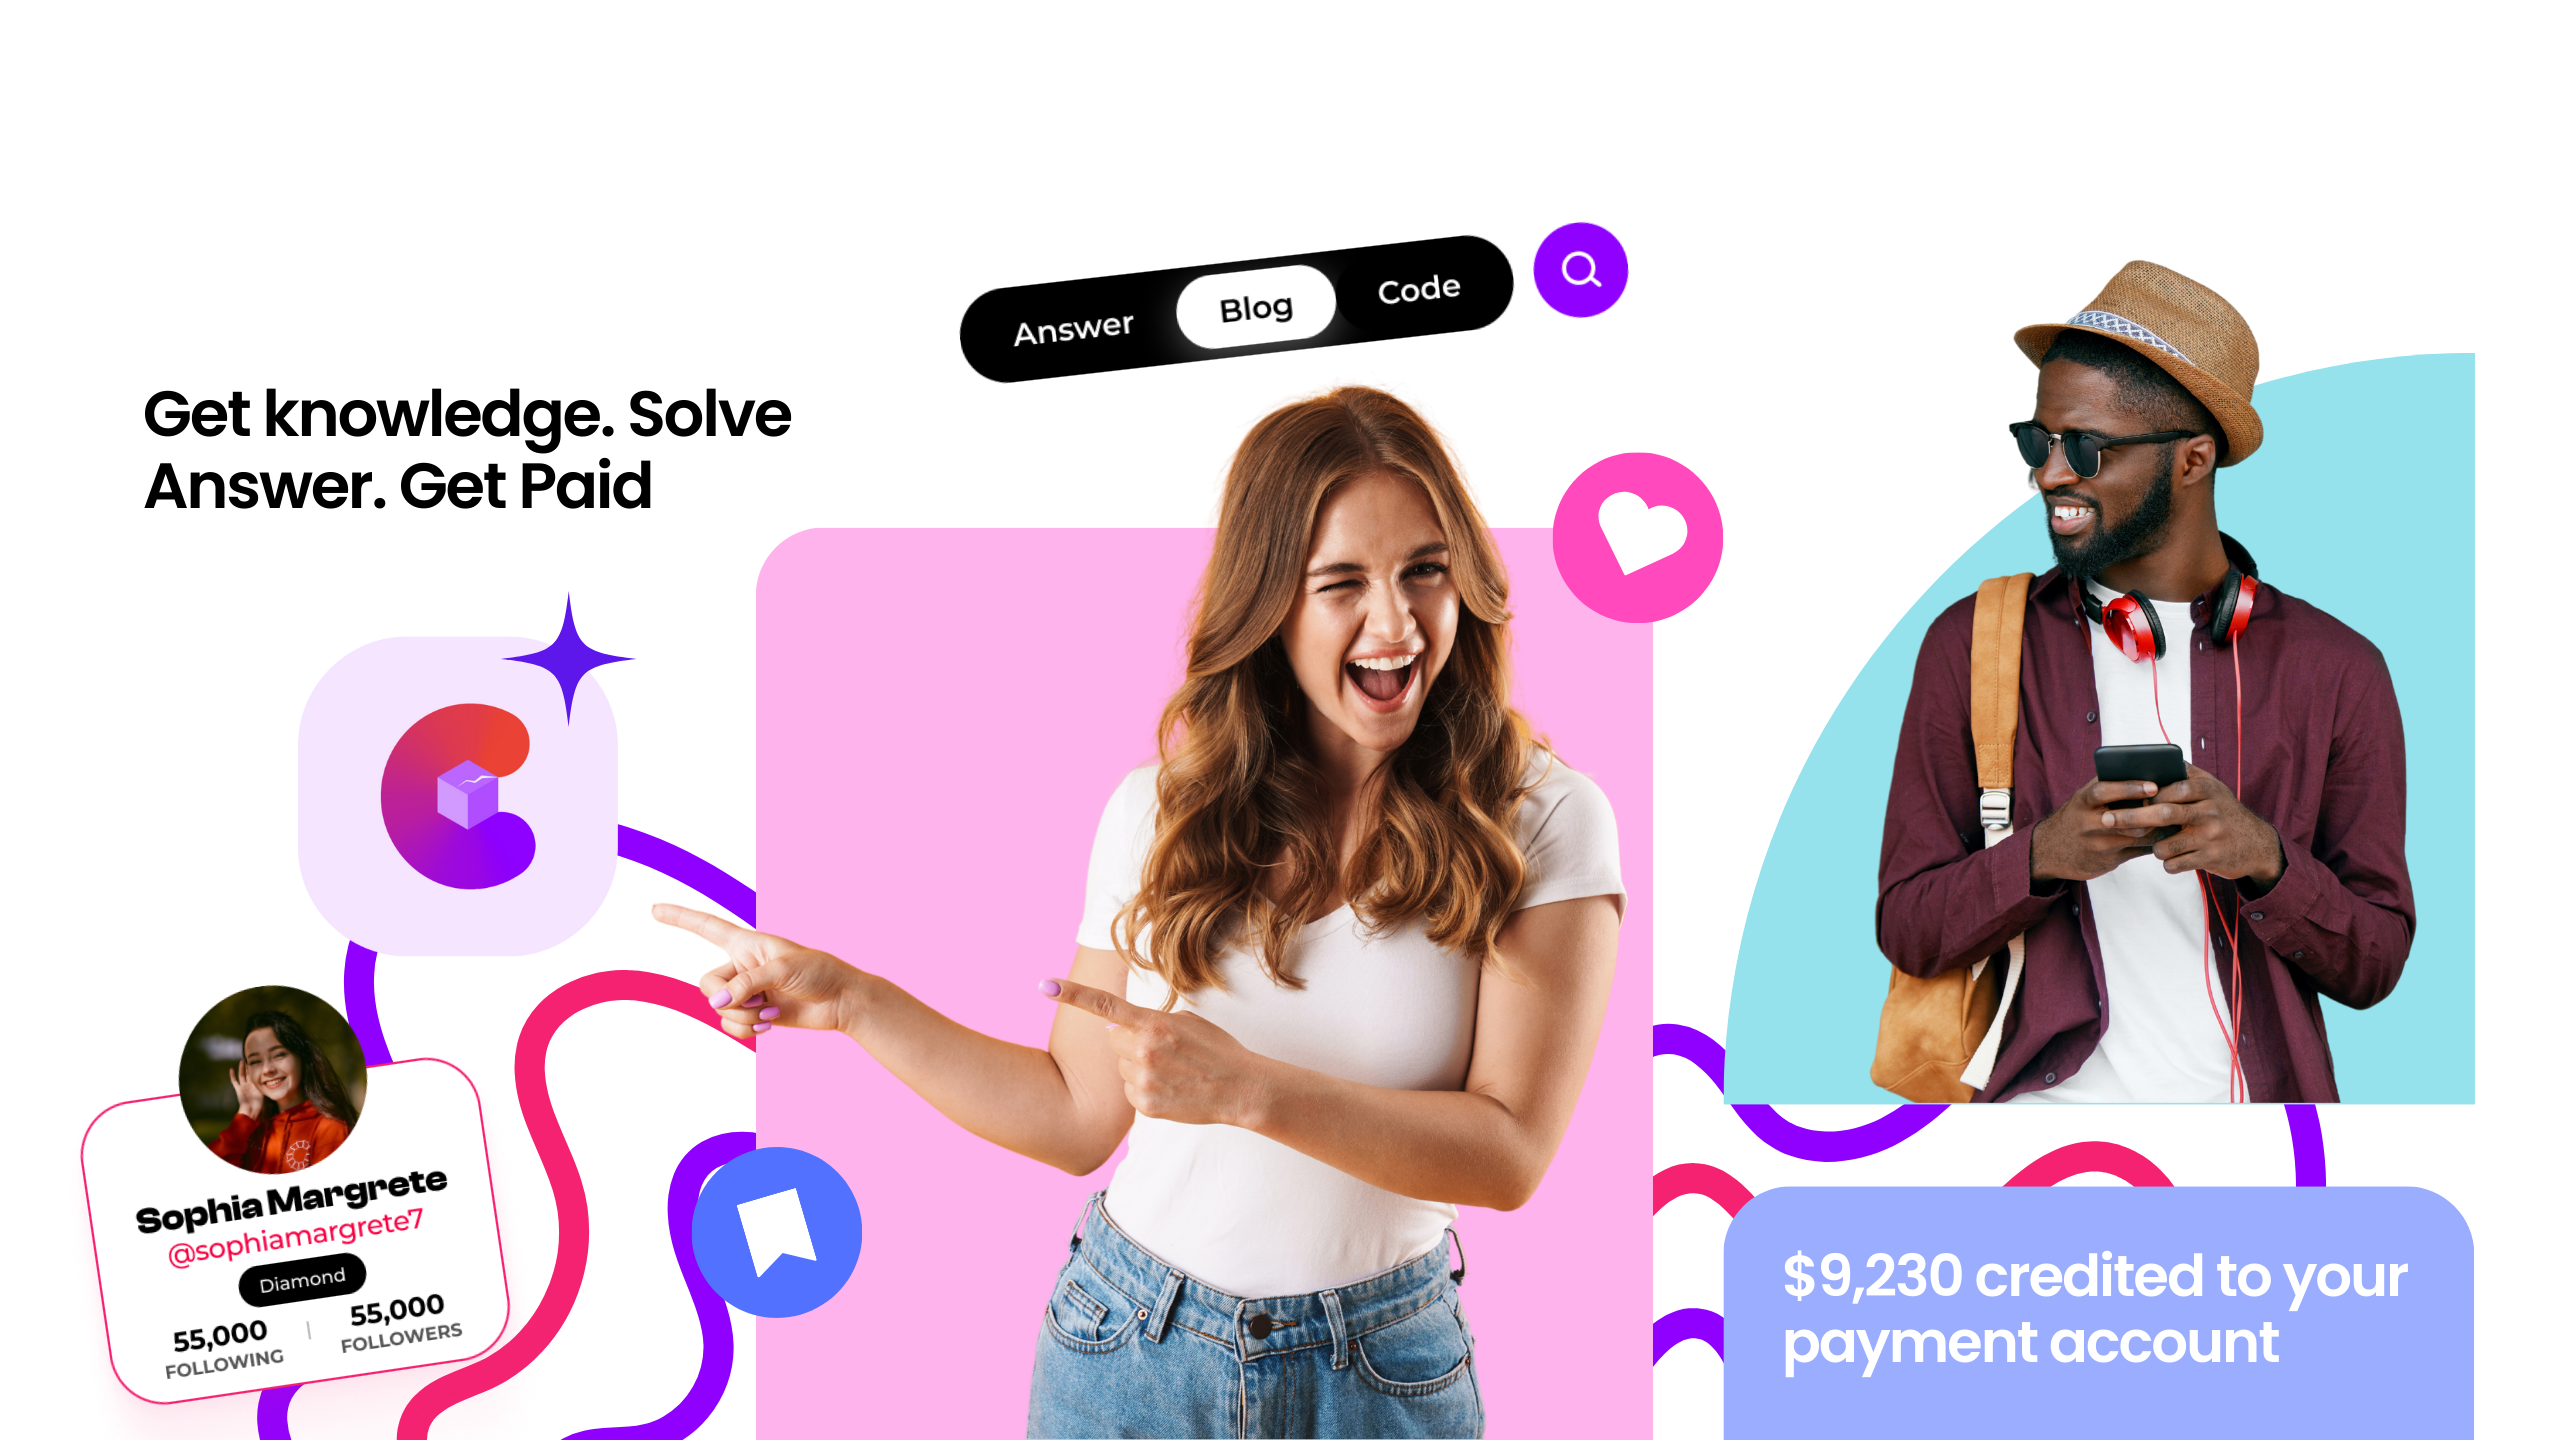 Answer
Blog
Code
Get knowledge. Solve
Answer. Get Paid
Sophia Margrete
@sophiamargrete7
Diamond
55,000
FOLLOWING
55,000
FOLLOWERS
$9,230 credited to your
payment account